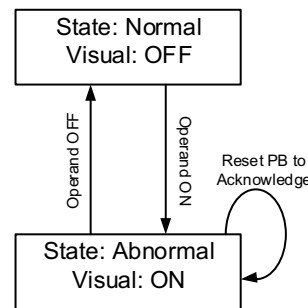 State: Normal
Visual: OFF
Operand OFF
Operand ON
Reset PB to
Acknowledge
State: Abnormal
Visual: ON